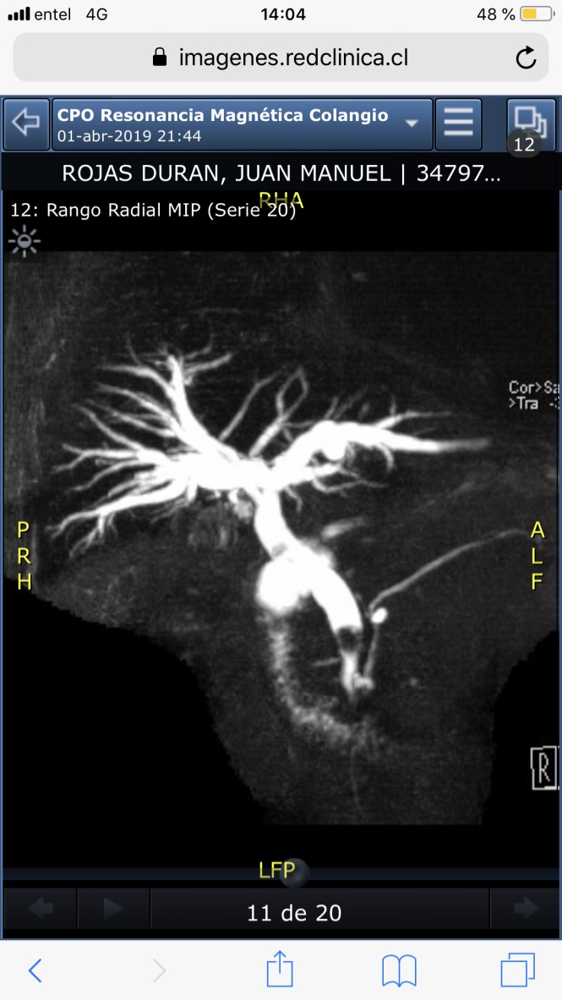 entel 4G 14:04 48 %
imagenes.redclinica.cl
CPO Resonancia Magnética Colangio
01-abr-2019 21:44
12
ROJAS DURAN, JUAN MANUEL | 34797...
RHA
12: Rango Radial MIP (Serie 20)
Cor>Sa
>Tra -3
P
R
H
A
L
F
R
LFP
11 de 20